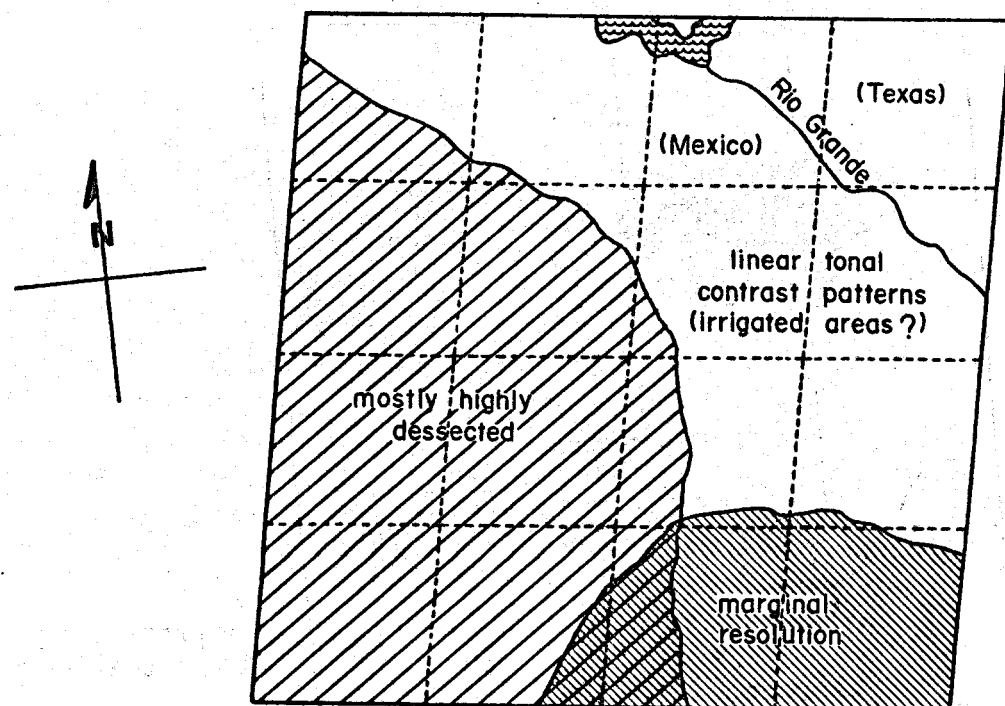 (Texas)
Rio Grande
(Mexico)
N
linear tonal
contrast patterns
(irrigated areas?)
mostly highly
dessected
marginal
resolution